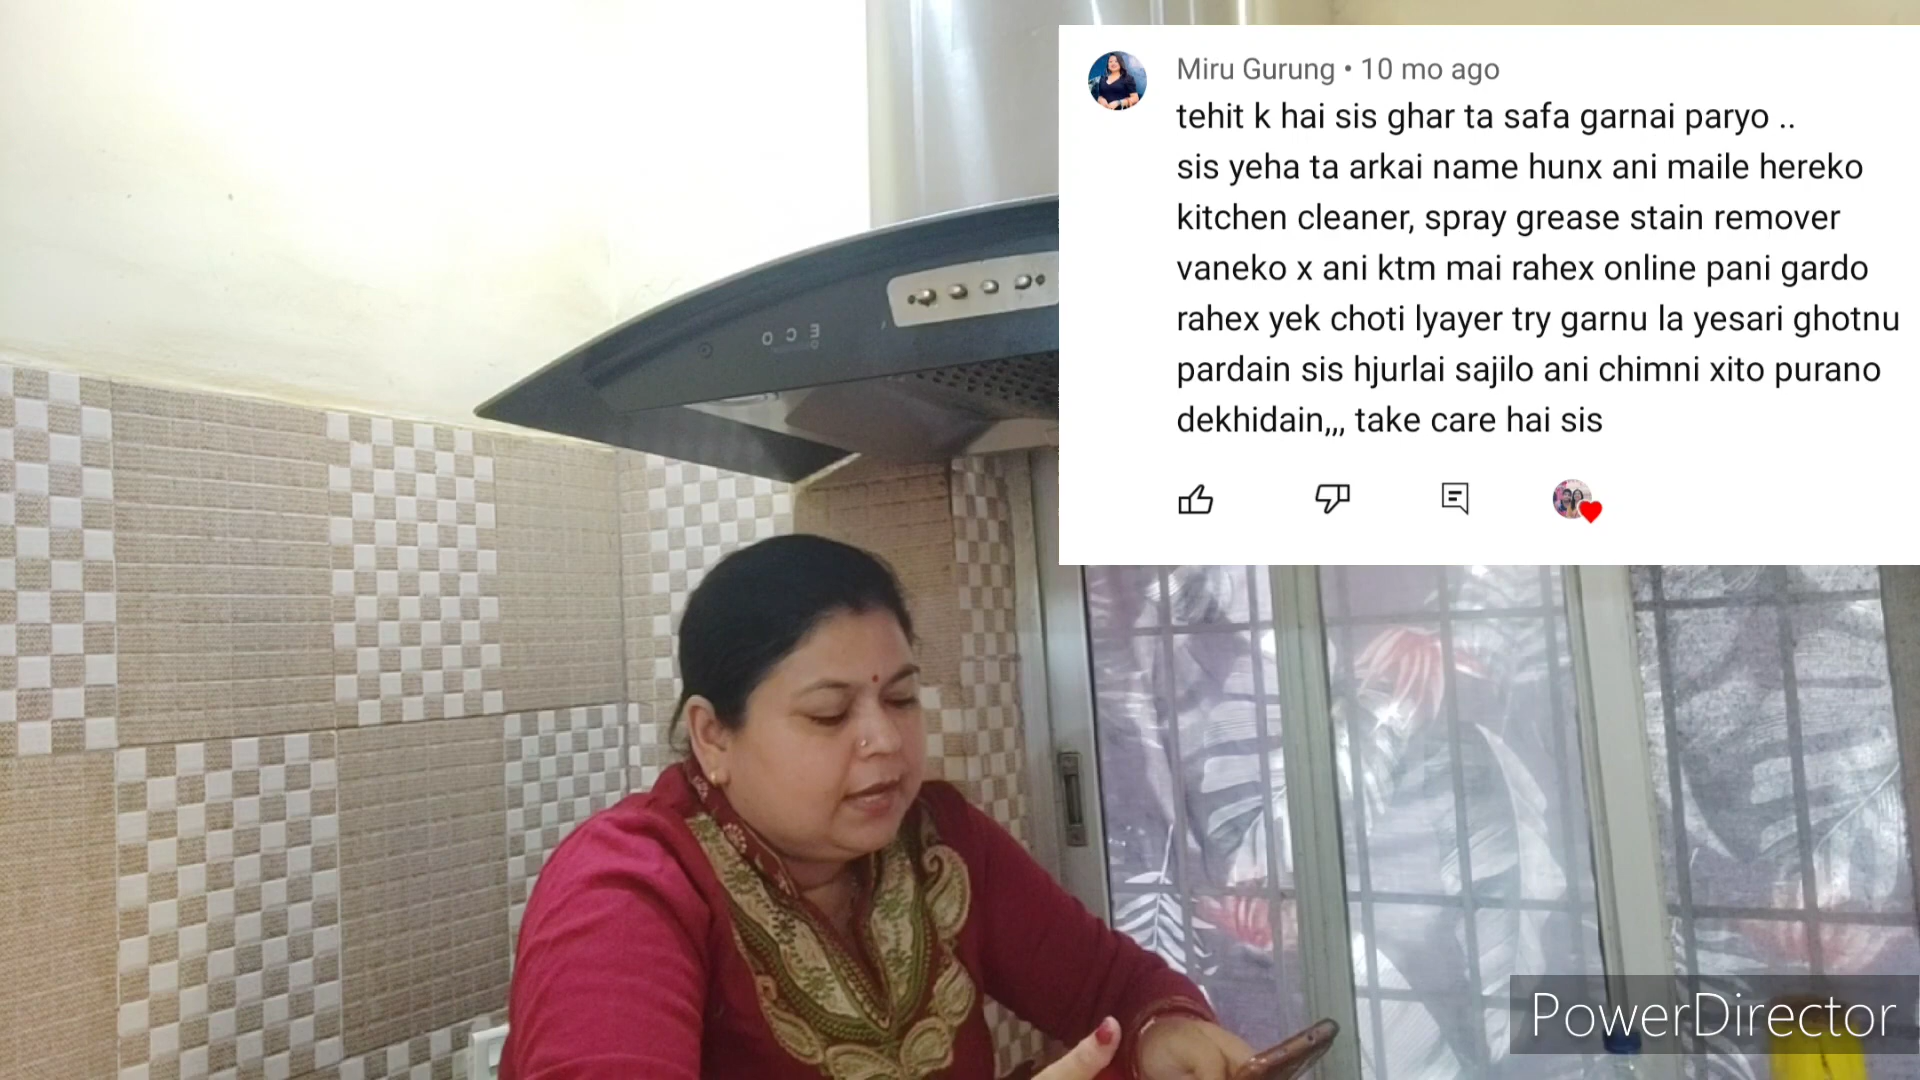 Miru Gurung • 10 mo ago
tehit k hai sis ghar ta safa garnai paryo ..
sis yeha ta arkai name hunx ani maile hereko
kitchen cleaner, spray grease stain remover
vaneko x ani ktm mai rahex online pani gardo
rahex yek choti lyayer try garnu la yesari ghotnu
pardain sis hjurlai sajilo ani chimni xito purano
dekhidain,,, take care hai sis
PowerDirector